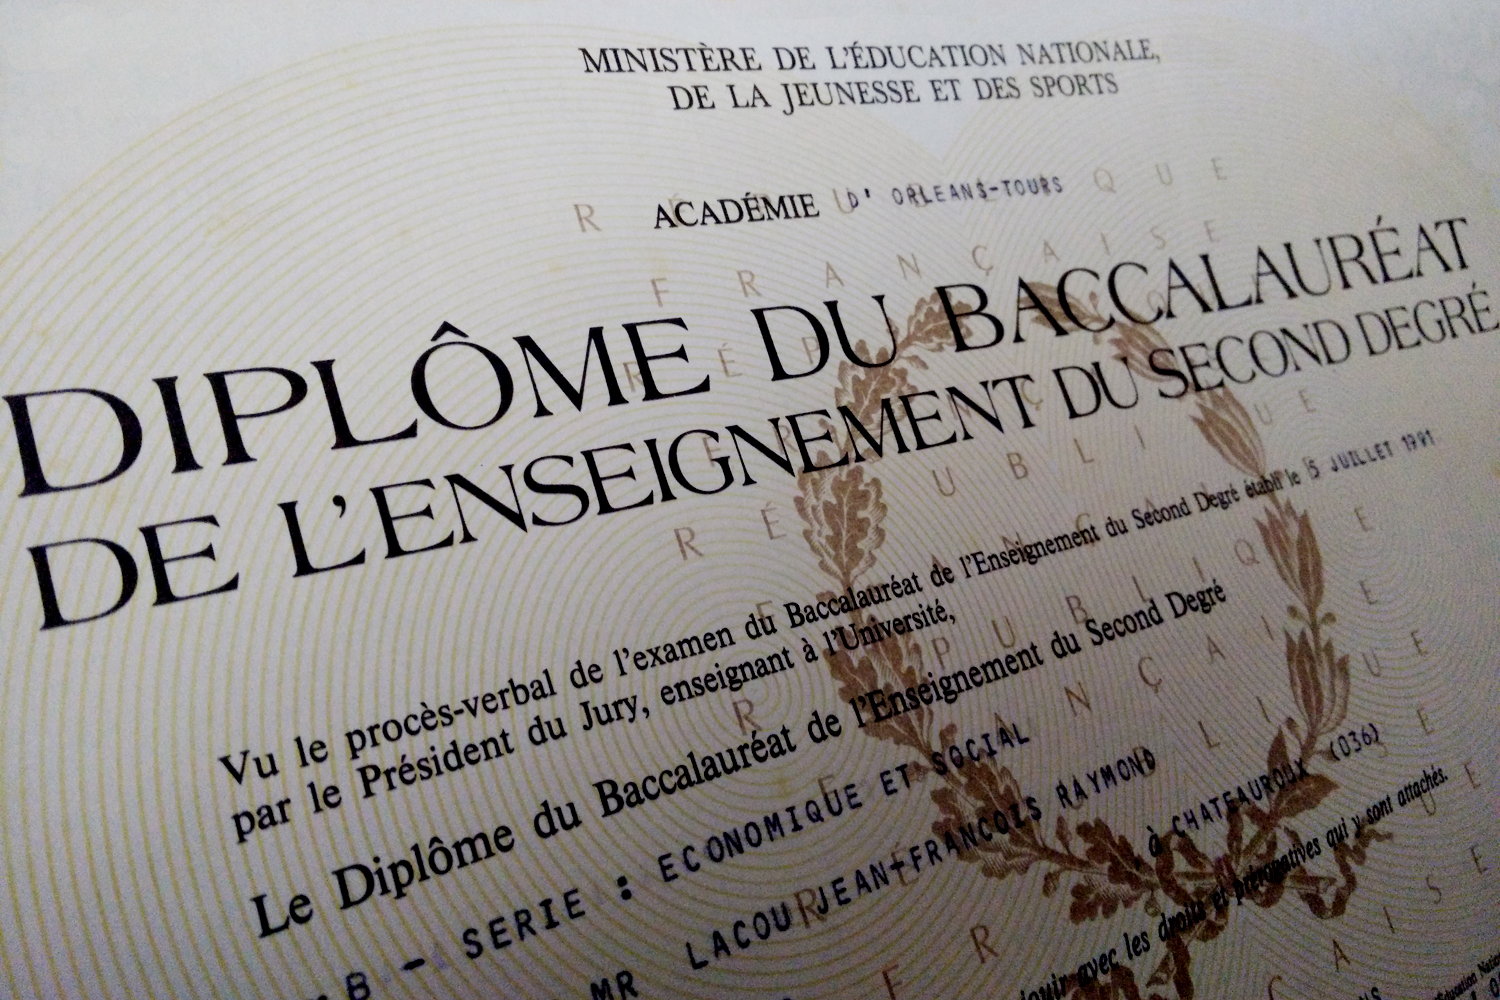 MINISTÈRE DE L'ÉDUCATION NATIONALE,
DE LA JEUNESSE ET DES SPORTS
ACADÉMIE D' ORLEANS-TOURS
DIPLÔME DU BACCALAURÉAT
DE L'ENSEIGNEMENT DU SECOND DEGRÉ
Vu le procès-verbal de l'examen du Baccalauréat de l'Enseignement du Second Degré établi le 5 JUILLET 1991
par le Président du Jury, enseignant à l'Université,
Le Diplôme du Baccalauréat de l'Enseignement du Second Degré
B - SERIE : ECONOMIQUE ET SOCIAL
MR LACOU JEAN-FRANCOIS RAYMOND
, à CHATEAUROUX (036)
jouir avec les droits et prérogatives qui y sont attachés.